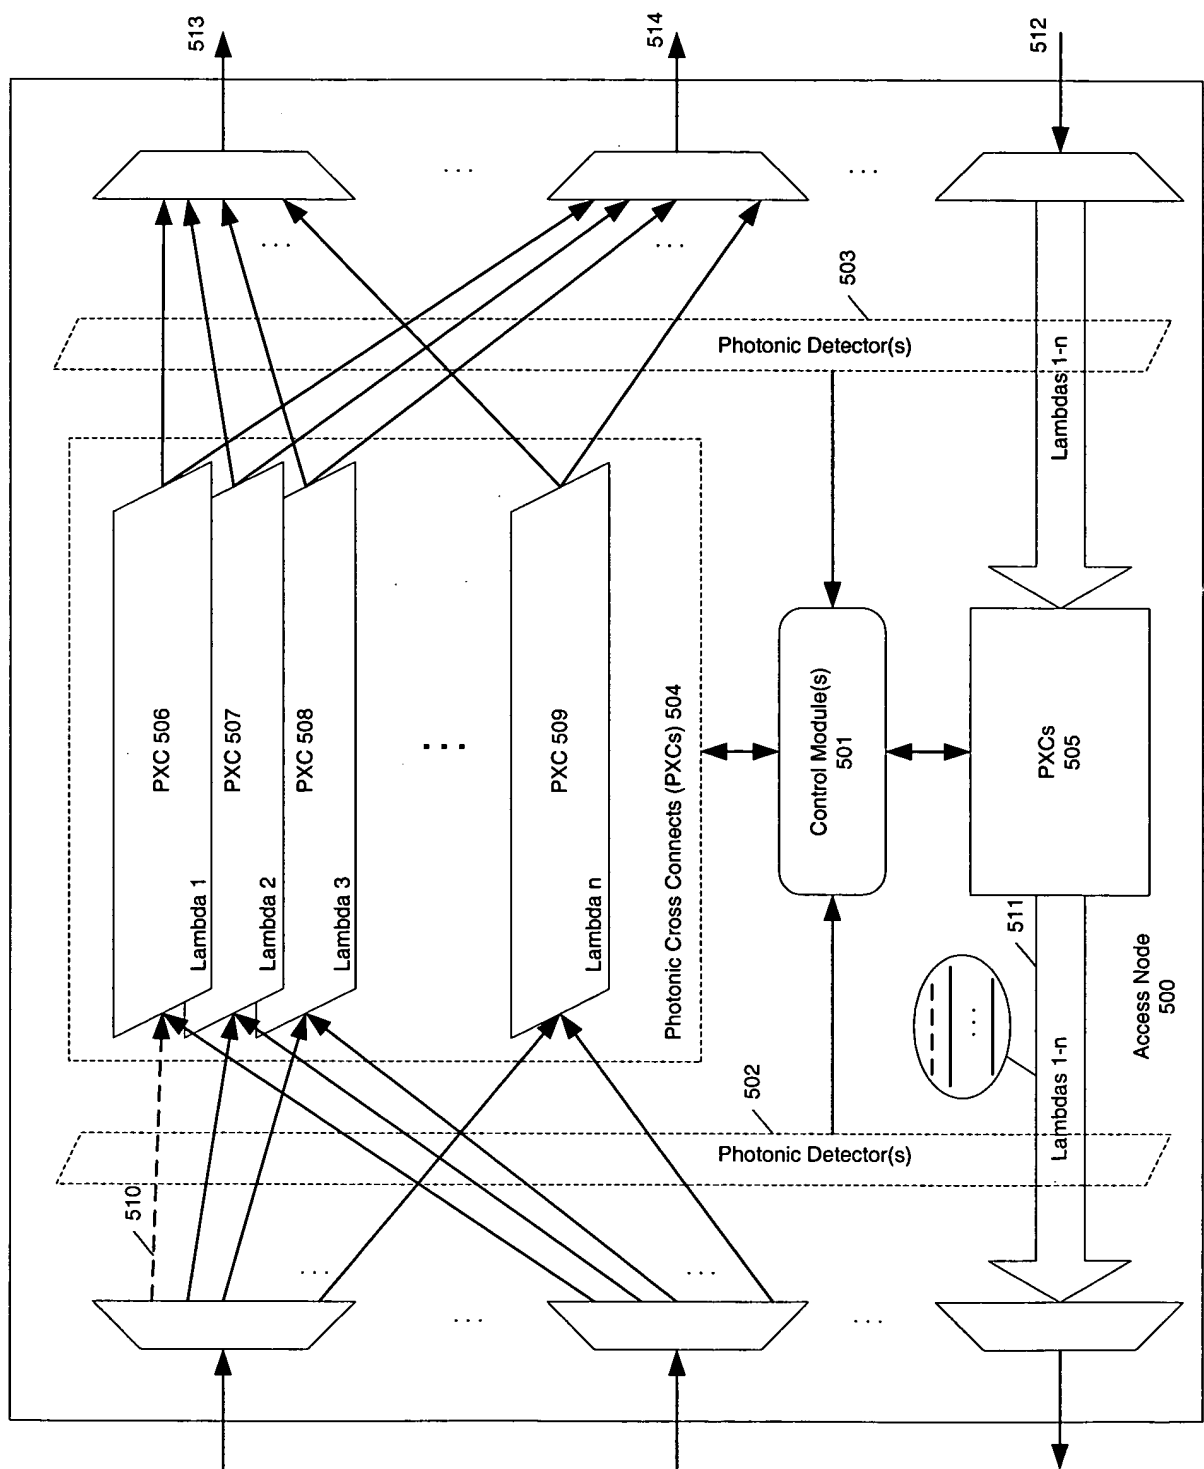 513
514
512
503
Photonic Detector(s)
Lambdas 1-n
PXC 506
Lambda 1
PXC 507
Lambda 2
PXC 508
Lambda 3
PXC 509
Lambda n
Photonic Cross Connects (PXCs) 504
Control Module(s)
501
PXCs
505
511
502
Photonic Detector(s)
Lambdas 1-n
Access Node
500
510